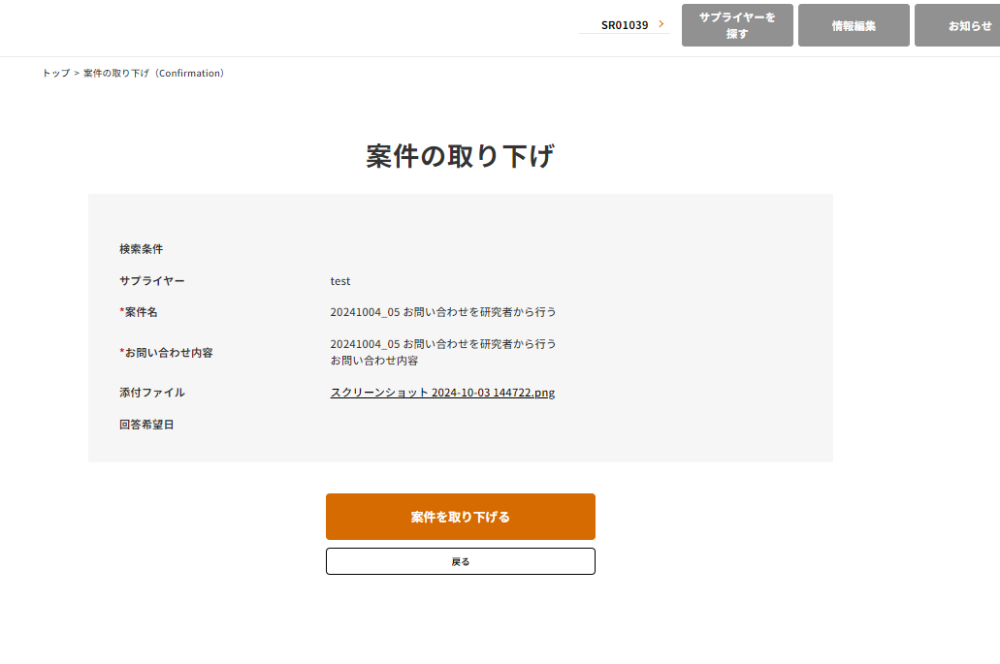 SR01039
サプライヤーを
探す
情報編集
お知らせ
トップ > 案件の取り下げ（Confirmation）
案件の取り下げ
検索条件
サプライヤー test
*案件名 20241004_05 お問い合わせを研究者から行う
*お問い合わせ内容 20241004_05 お問い合わせを研究者から行う
お問い合わせ内容
添付ファイル スクリーンショット 2024-10-03 144722.png
回答希望日
案件を取り下げる
戻る